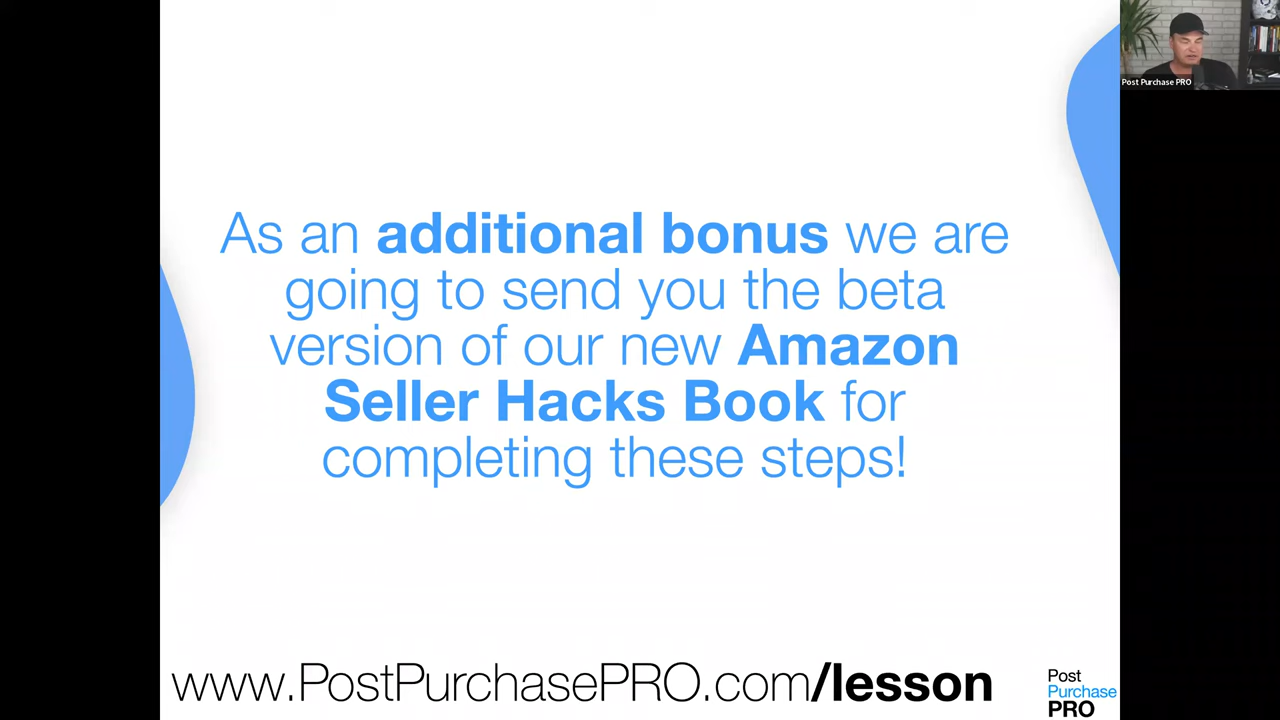 Post Purchase PRO
As an additional bonus we are
going to send you the beta
version of our new Amazon
Seller Hacks Book for
completing these steps!
www.PostPurchasePRO.com/lesson
Post
Purchase
PRO